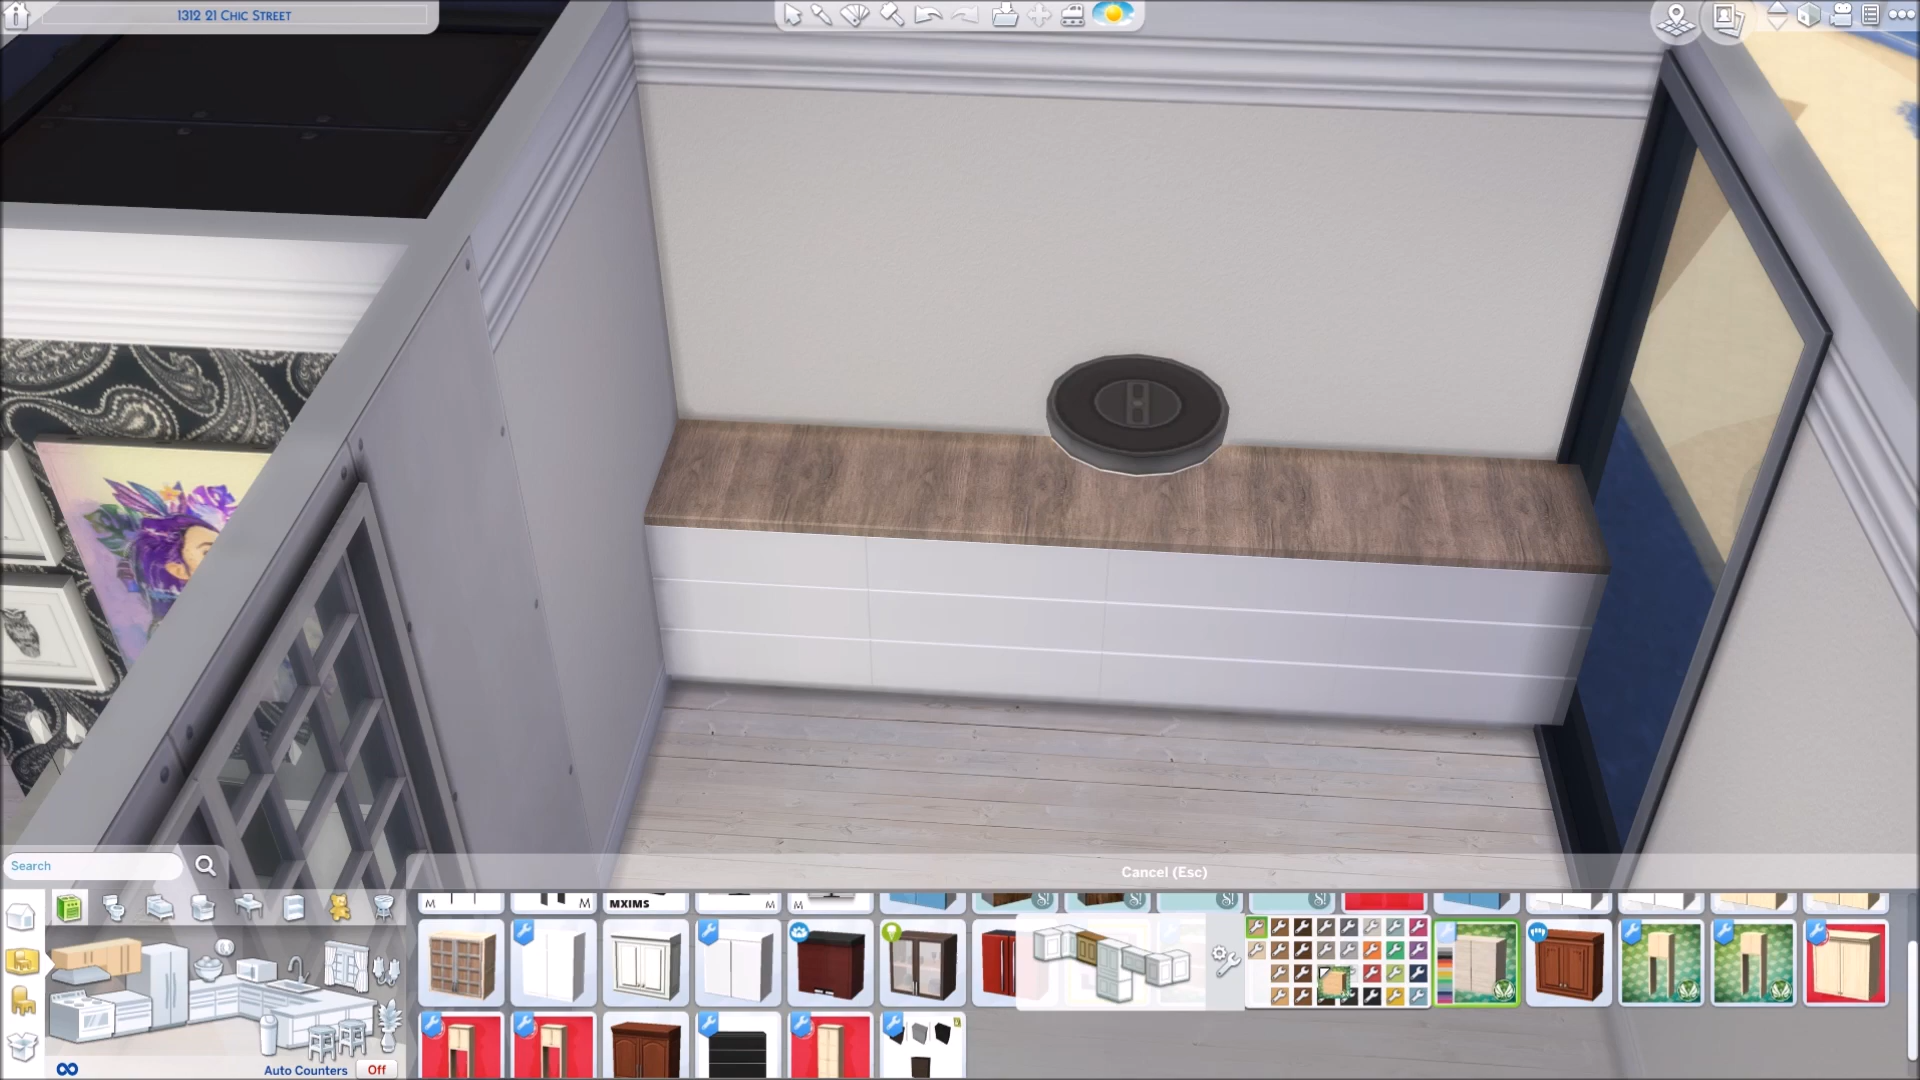 1312 21 Chic Street
Cancel (Esc)
Search
M
M
MXIMS
M
M
S!
S!
S!
S!
Auto Counters
Off